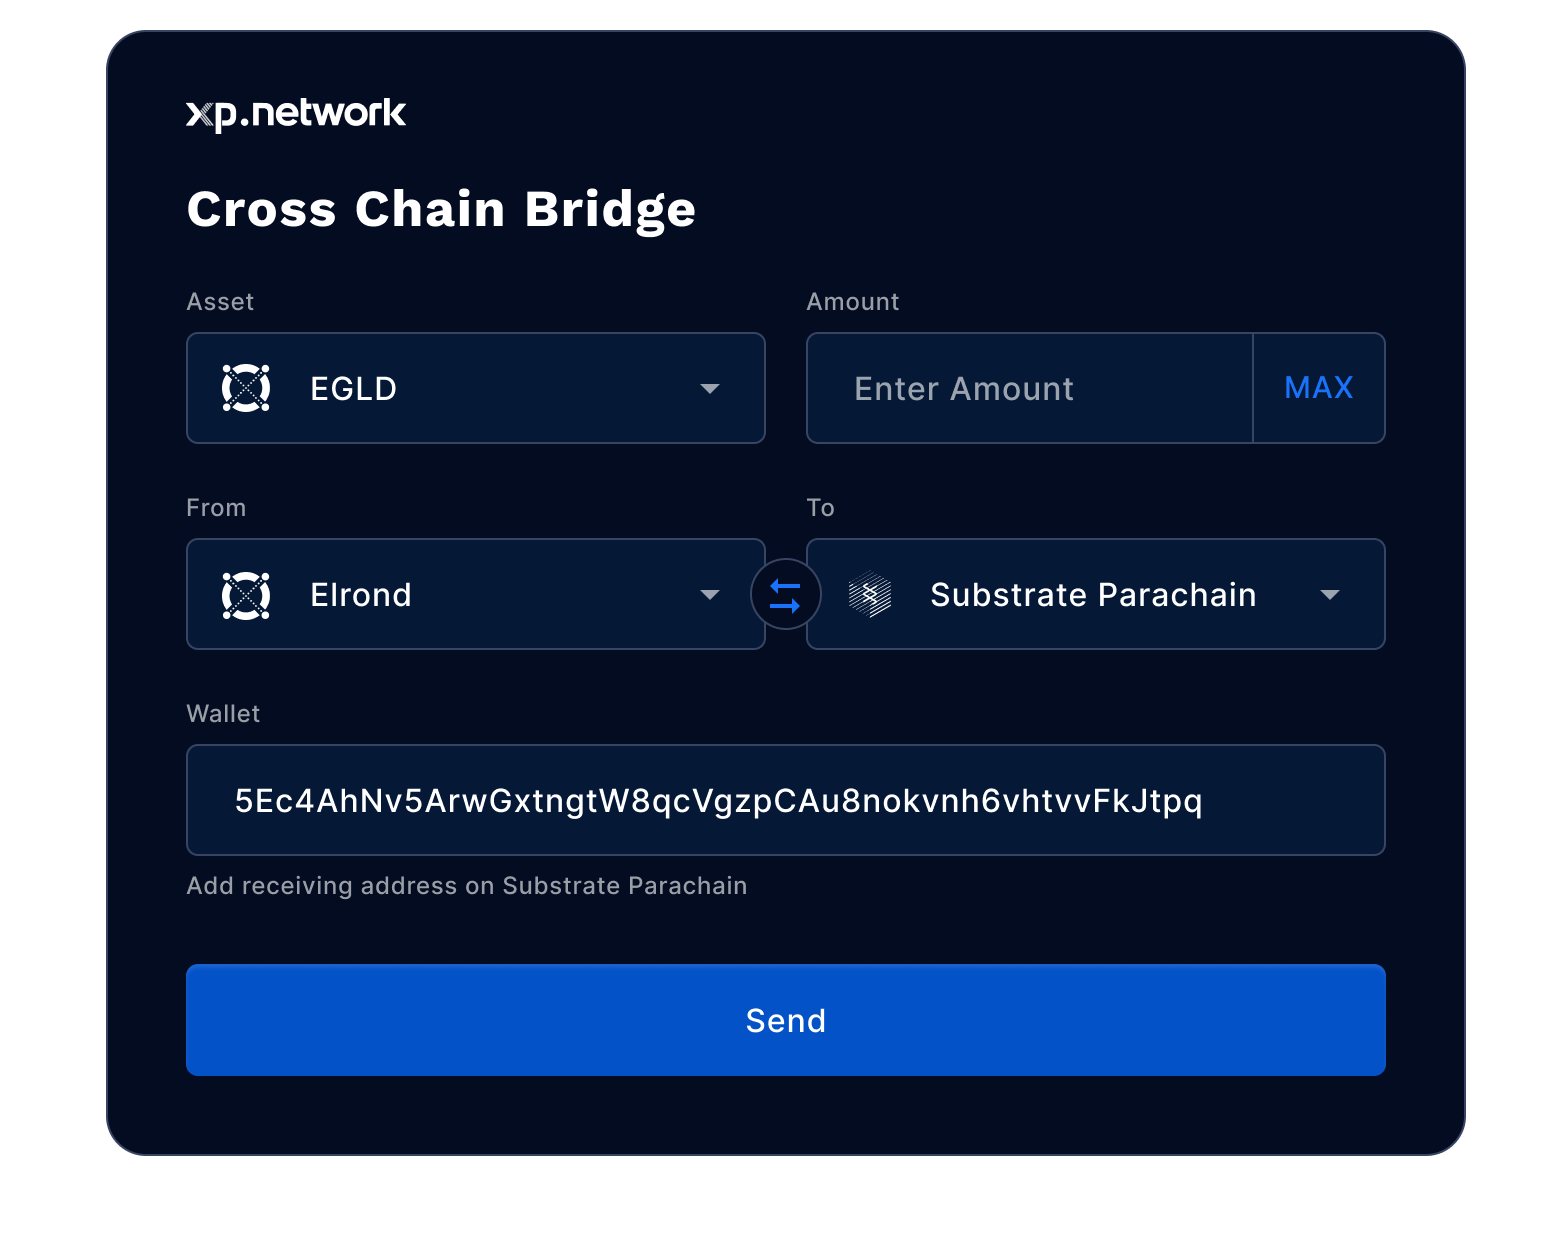 xp.network
Cross Chain Bridge
Asset
Amount
EGLD
Enter Amount
MAX
From
To
Elrond
Substrate Parachain
Wallet
5Ec4AhNv5ArwGxtngtW8qcVgzpCAu8nokvnh6vhtvvFkJtpq
Add receiving address on Substrate Parachain
Send